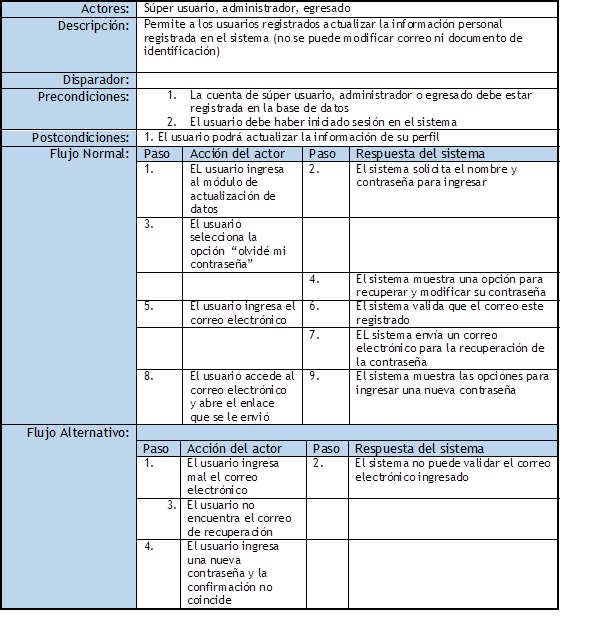 Actores: Súper usuario, administrador, egresado
Descripción: Permite a los usuarios registrados actualizar la información personal
registrada en el sistema (no se puede modificar correo ni documento de
identificación)
Disparador:
Precondiciones: 1. La cuenta de súper usuario, administrador o egresado debe estar
registrada en la base de datos
2. El usuario debe haber iniciado sesión en el sistema
Postcondiciones: 1. El usuario podrá actualizar la información de su perfil
Flujo Normal: Paso Acción del actor Paso Respuesta del sistema
1. EL usuario ingresa 2. El sistema solicita el nombre y
al módulo de contraseña para ingresar
actualización de
datos
3. El usuario
selecciona la
opción “olvidé mi
contraseña”
4. El sistema muestra una opción para
recuperar y modificar su contraseña
5. El usuario ingresa el 6. El sistema valida que el correo este
correo electrónico registrado
7. EL sistema envía un correo
electrónico para la recuperación de
la contraseña
8. El usuario accede al 9. El sistema muestra las opciones para
correo electrónico ingresar una nueva contraseña
y abre el enlace
que se le envió
Flujo Alternativo:
Paso Acción del actor Paso Respuesta del sistema
1. El usuario ingresa 2. El sistema no puede validar el correo
mal el correo electrónico ingresado
electrónico
3. El usuario no
encuentra el correo
de recuperación
4. El usuario ingresa
una nueva
contraseña y la
confirmación no
coincide